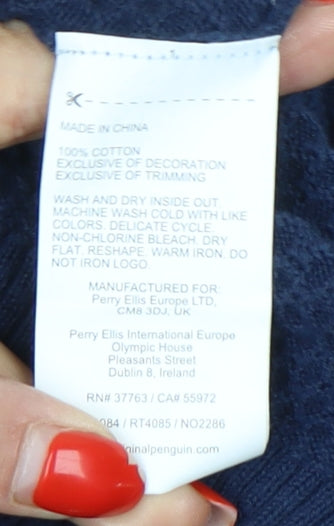 MADE IN CHINA
100% COTTON
EXCLUSIVE OF DECORATION
EXCLUSIVE OF TRIMMING
WASH AND DRY INSIDE OUT.
MACHINE WASH COLD WITH LIKE
COLORS. DELICATE CYCLE.
NON-CHLORINE BLEACH. DRY
FLAT. RESHAPE. WARM IRON. DO
NOT IRON LOGO.
MANUFACTURED FOR:
Perry Ellis Europe LTD,
CM8 3DJ, UK
Perry Ellis International Europe
Olympic House
Pleasants Street
Dublin 8, Ireland
RN# 37763 / CA# 55972
084 / RT4085 / NO2286
hinalpenguin.com